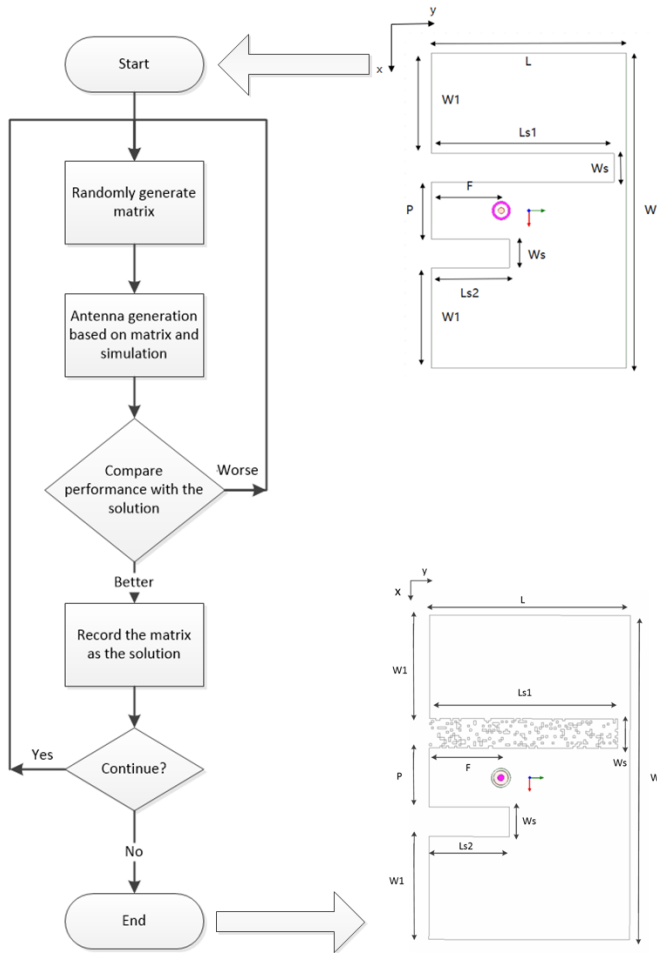 Start
Randomly generate
matrix
Antenna generation
based on matrix and
simulation
Compare
performance with the
solution
Worse
Better
Record the matrix
as the solution
Yes
Continue?
No
End
y
x
L
W1
Ls1
Ws
F
P
W
Ws
Ls2
W1
y
x
L
W1
Ls1
Ws
F
P
W
Ws
Ls2
W1